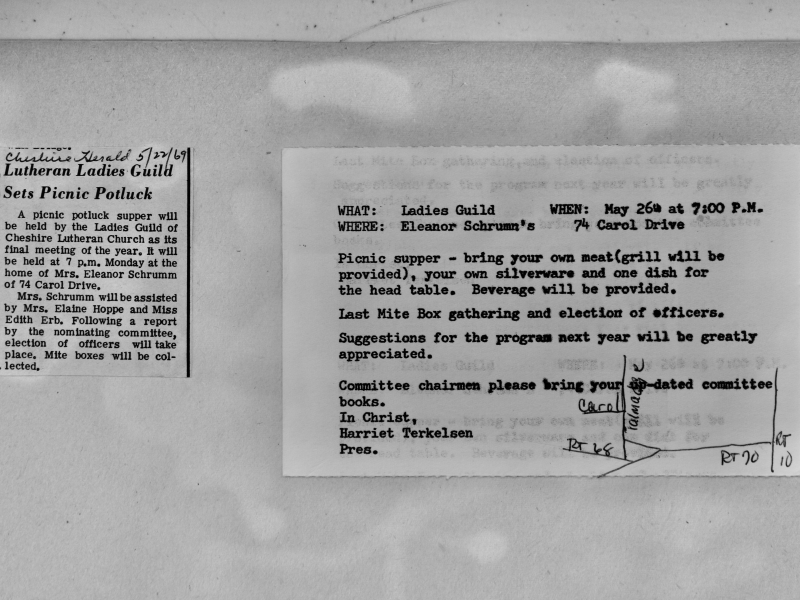 Cheshire Herald 5/22/69
Lutheran Ladies Guild
Sets Picnic Potluck
A picnic potluck supper will
be held by the Ladies Guild of
Cheshire Lutheran Church as its
final meeting of the year. It will
be held at 7 p.m. Monday at the
home of Mrs. Eleanor Schrumm
of 74 Carol Drive.
Mrs. Schrumm will be assisted
by Mrs. Elaine Hoppe and Miss
Edith Erb. Following a report
by the nominating committee,
election of officers will take
place. Mite boxes will be col-
lected.
WHAT: Ladies Guild WHEN: May 26th at 7:00 P.M.
WHERE: Eleanor Schrumn's 74 Carol Drive
Picnic supper - bring your own meat(grill will be
provided), your own silverware and one dish for
the head table. Beverage will be provided.
Last Mite Box gathering and election of officers.
Suggestions for the program next year will be greatly
appreciated.
Committee chairmen please bring your up-dated committee
books.
In Christ,
Harriet Terkelsen
Pres.
Carol
RT 68
RT 70
RT
10